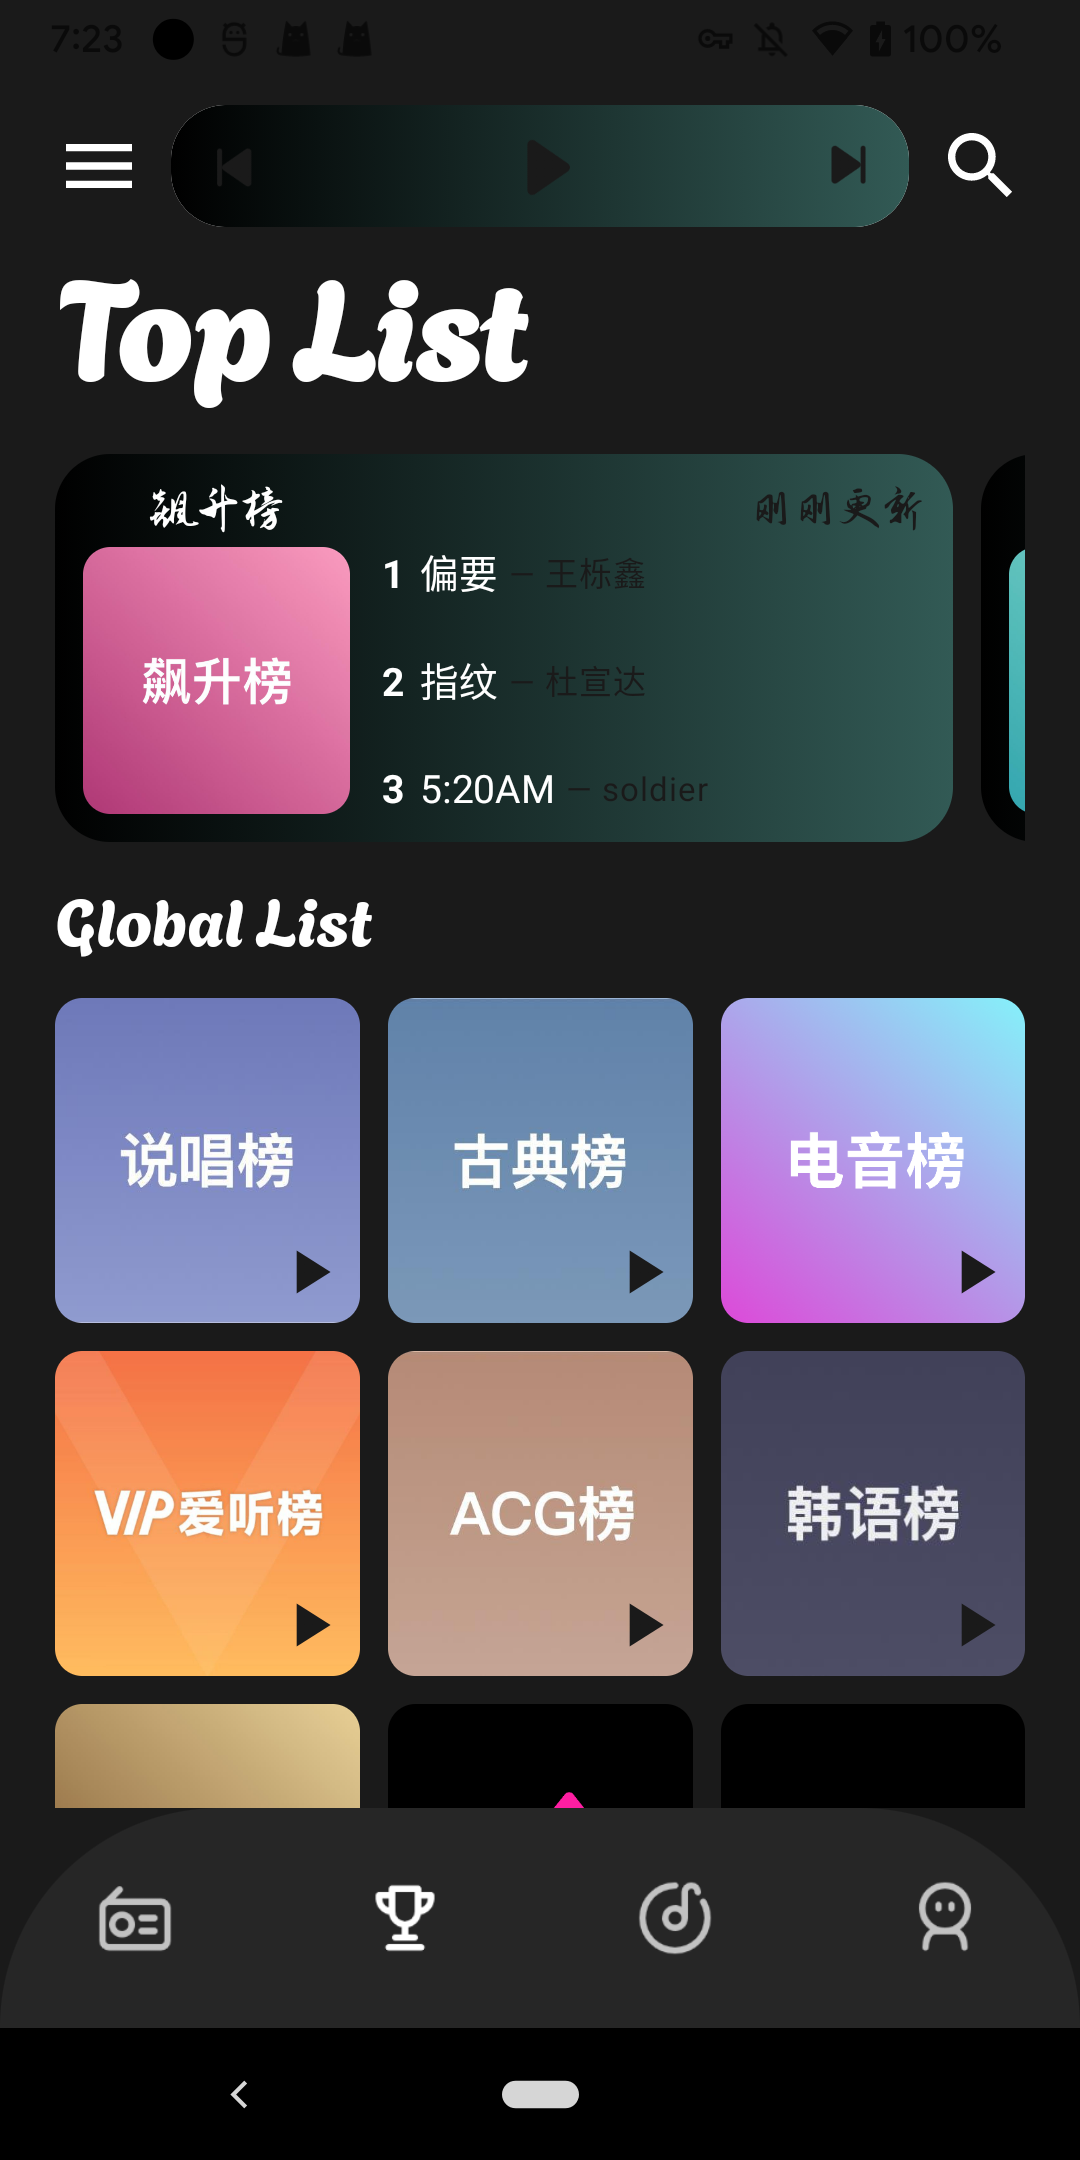 7:23
100%
Top List
飙升榜
刚刚更新
飙升榜
1 偏要 – 王栎鑫
2 指纹 – 杜宣达
3 5:20AM – soldier
Global List
说唱榜
古典榜
电音榜
VIP爱听榜
ACG榜
韩语榜